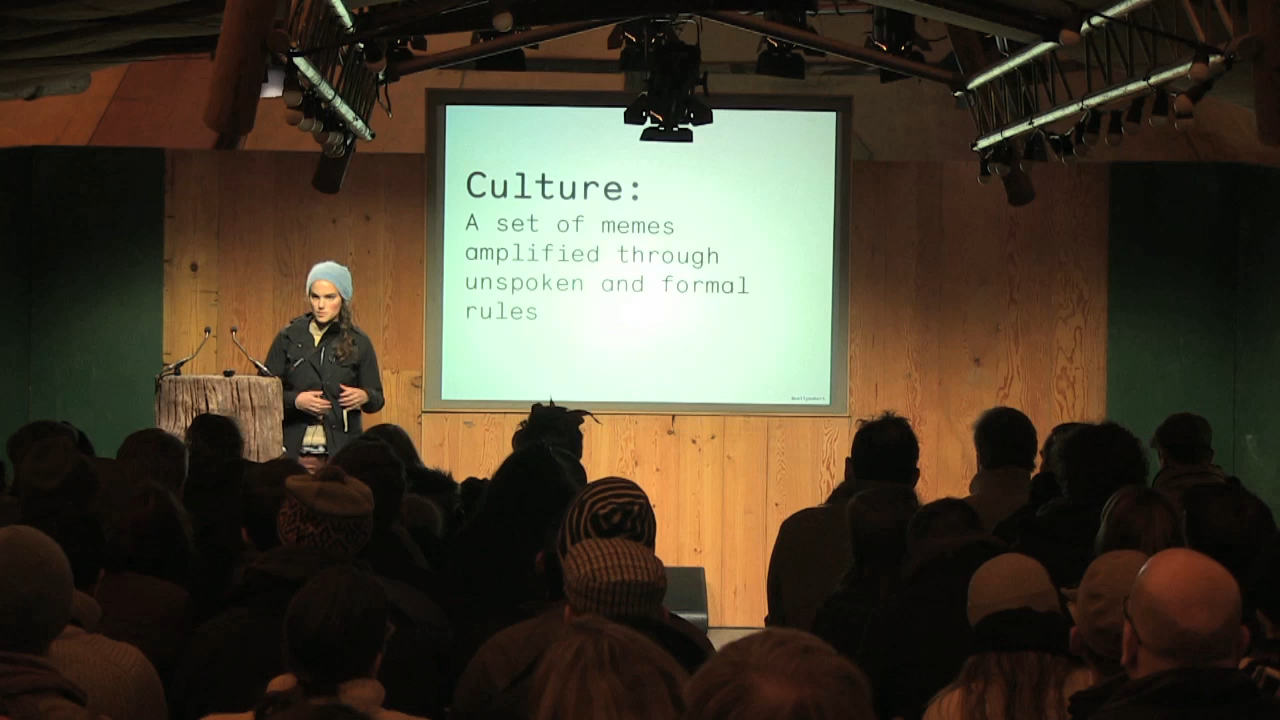 Culture:
A set of memes
amplified through
unspoken and formal
rules